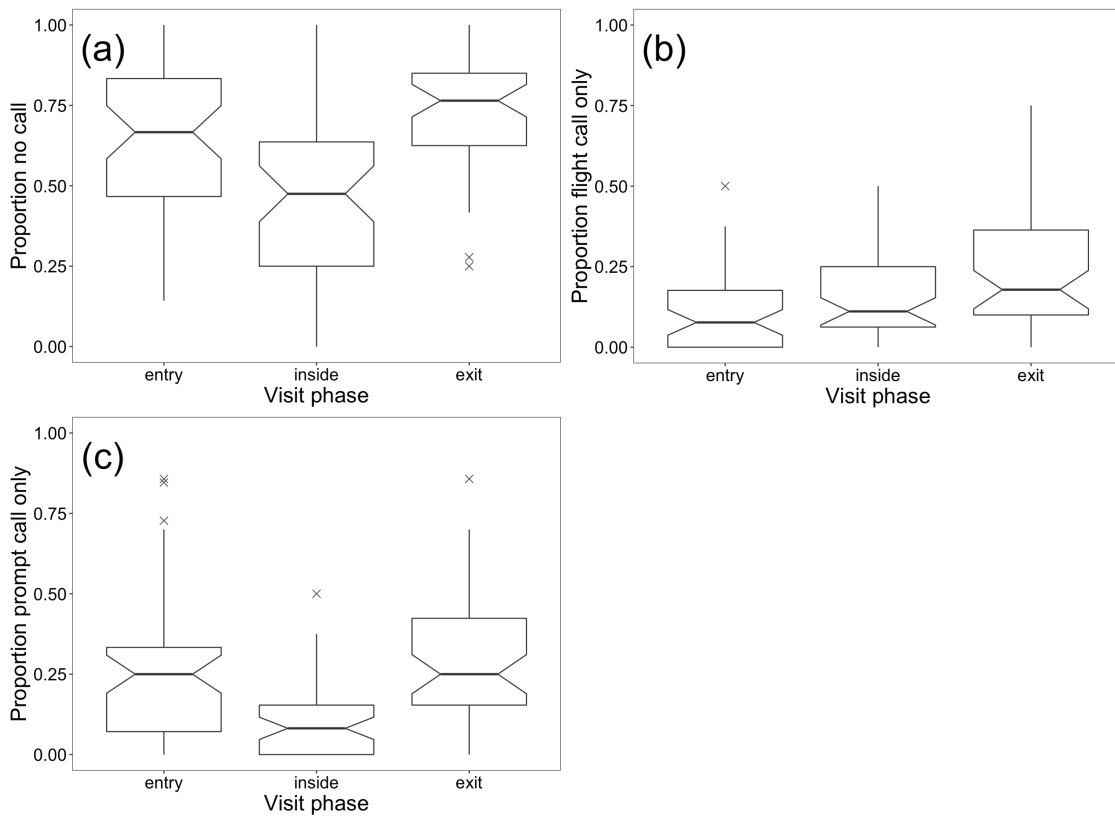 (a)
Proportion no call
1.00
0.75
0.50
0.25
0.00
entry inside exit
Visit phase
(b)
Proportion flight call only
1.00
0.75
0.50
0.25
0.00
entry inside exit
Visit phase
(c)
Proportion prompt call only
1.00
0.75
0.50
0.25
0.00
entry inside exit
Visit phase